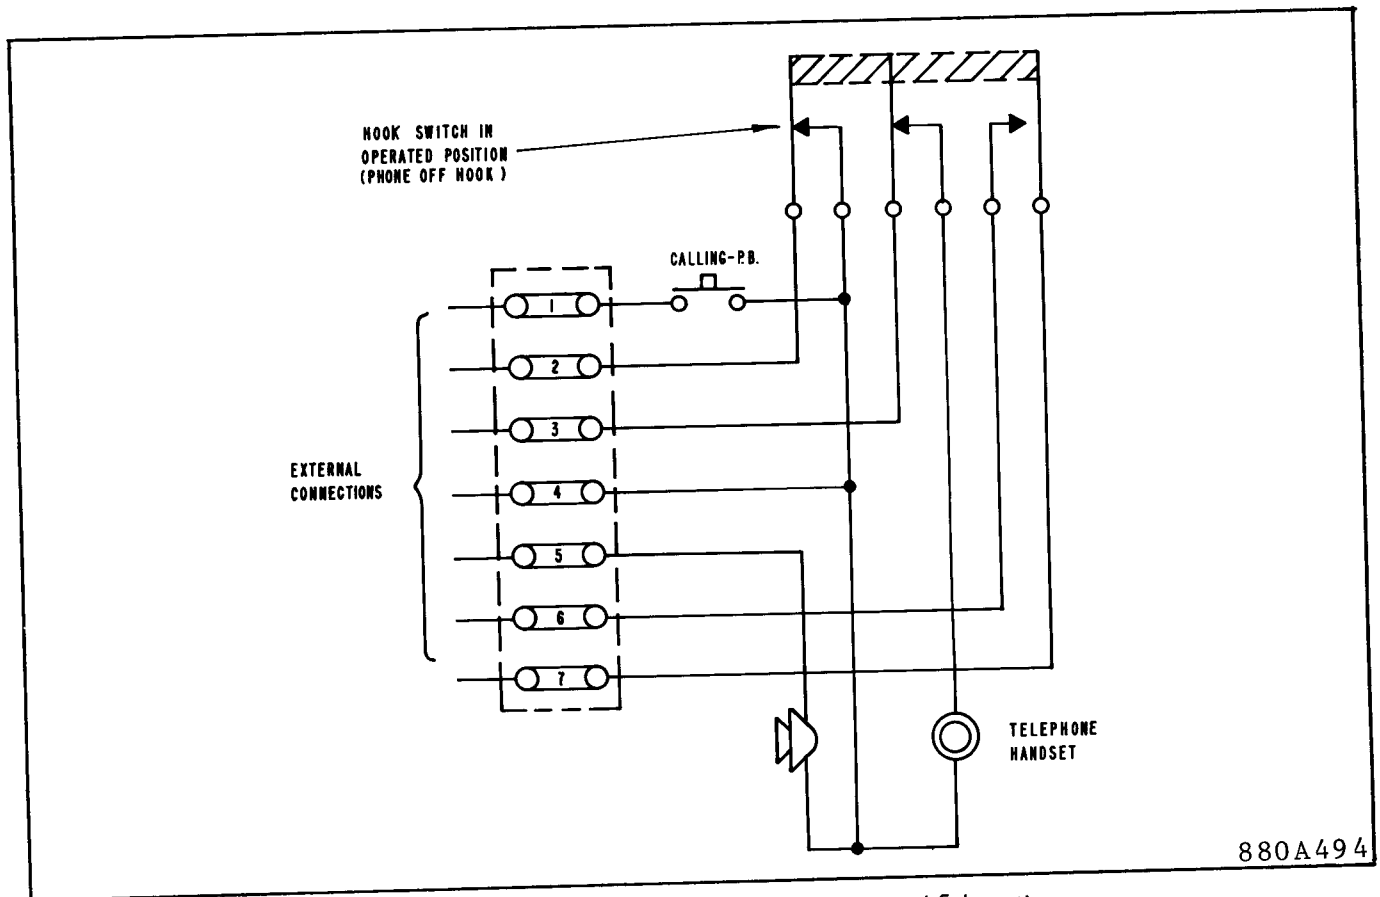 HOOK SWITCH IN
OPERATED POSITION
(PHONE OFF HOOK)
CALLING-P.B.
1
2
3
4
5
6
7
EXTERNAL
CONNECTIONS
TELEPHONE
HANDSET
880A494